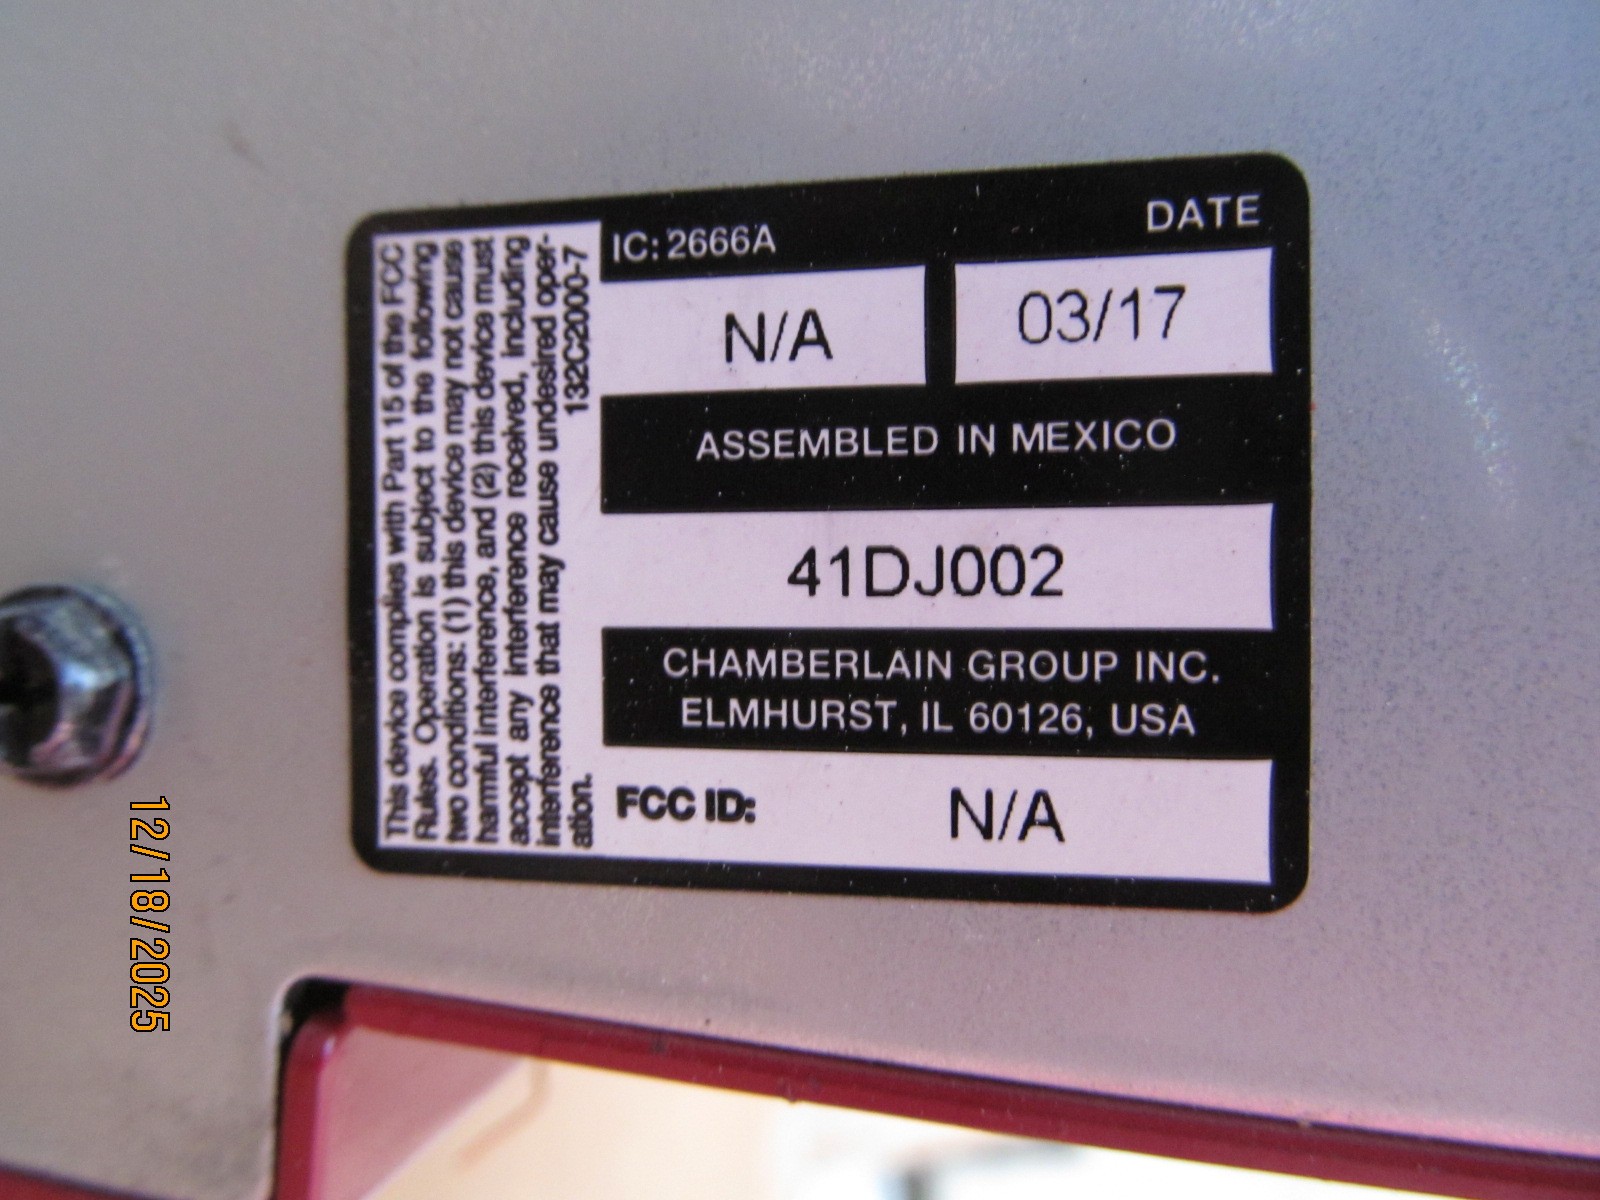 This device complies with Part 15 of the FCC
Rules. Operation is subject to the following
two conditions: (1) this device may not cause
harmful interference, and (2) this device must
accept any interference received, including
interference that may cause undesired oper-
ation.
132C2000-7
IC: 2666A
DATE
N/A
03/17
ASSEMBLED IN MEXICO
41DJ002
CHAMBERLAIN GROUP INC.
ELMHURST, IL 60126, USA
FCC ID: N/A
12/18/2025